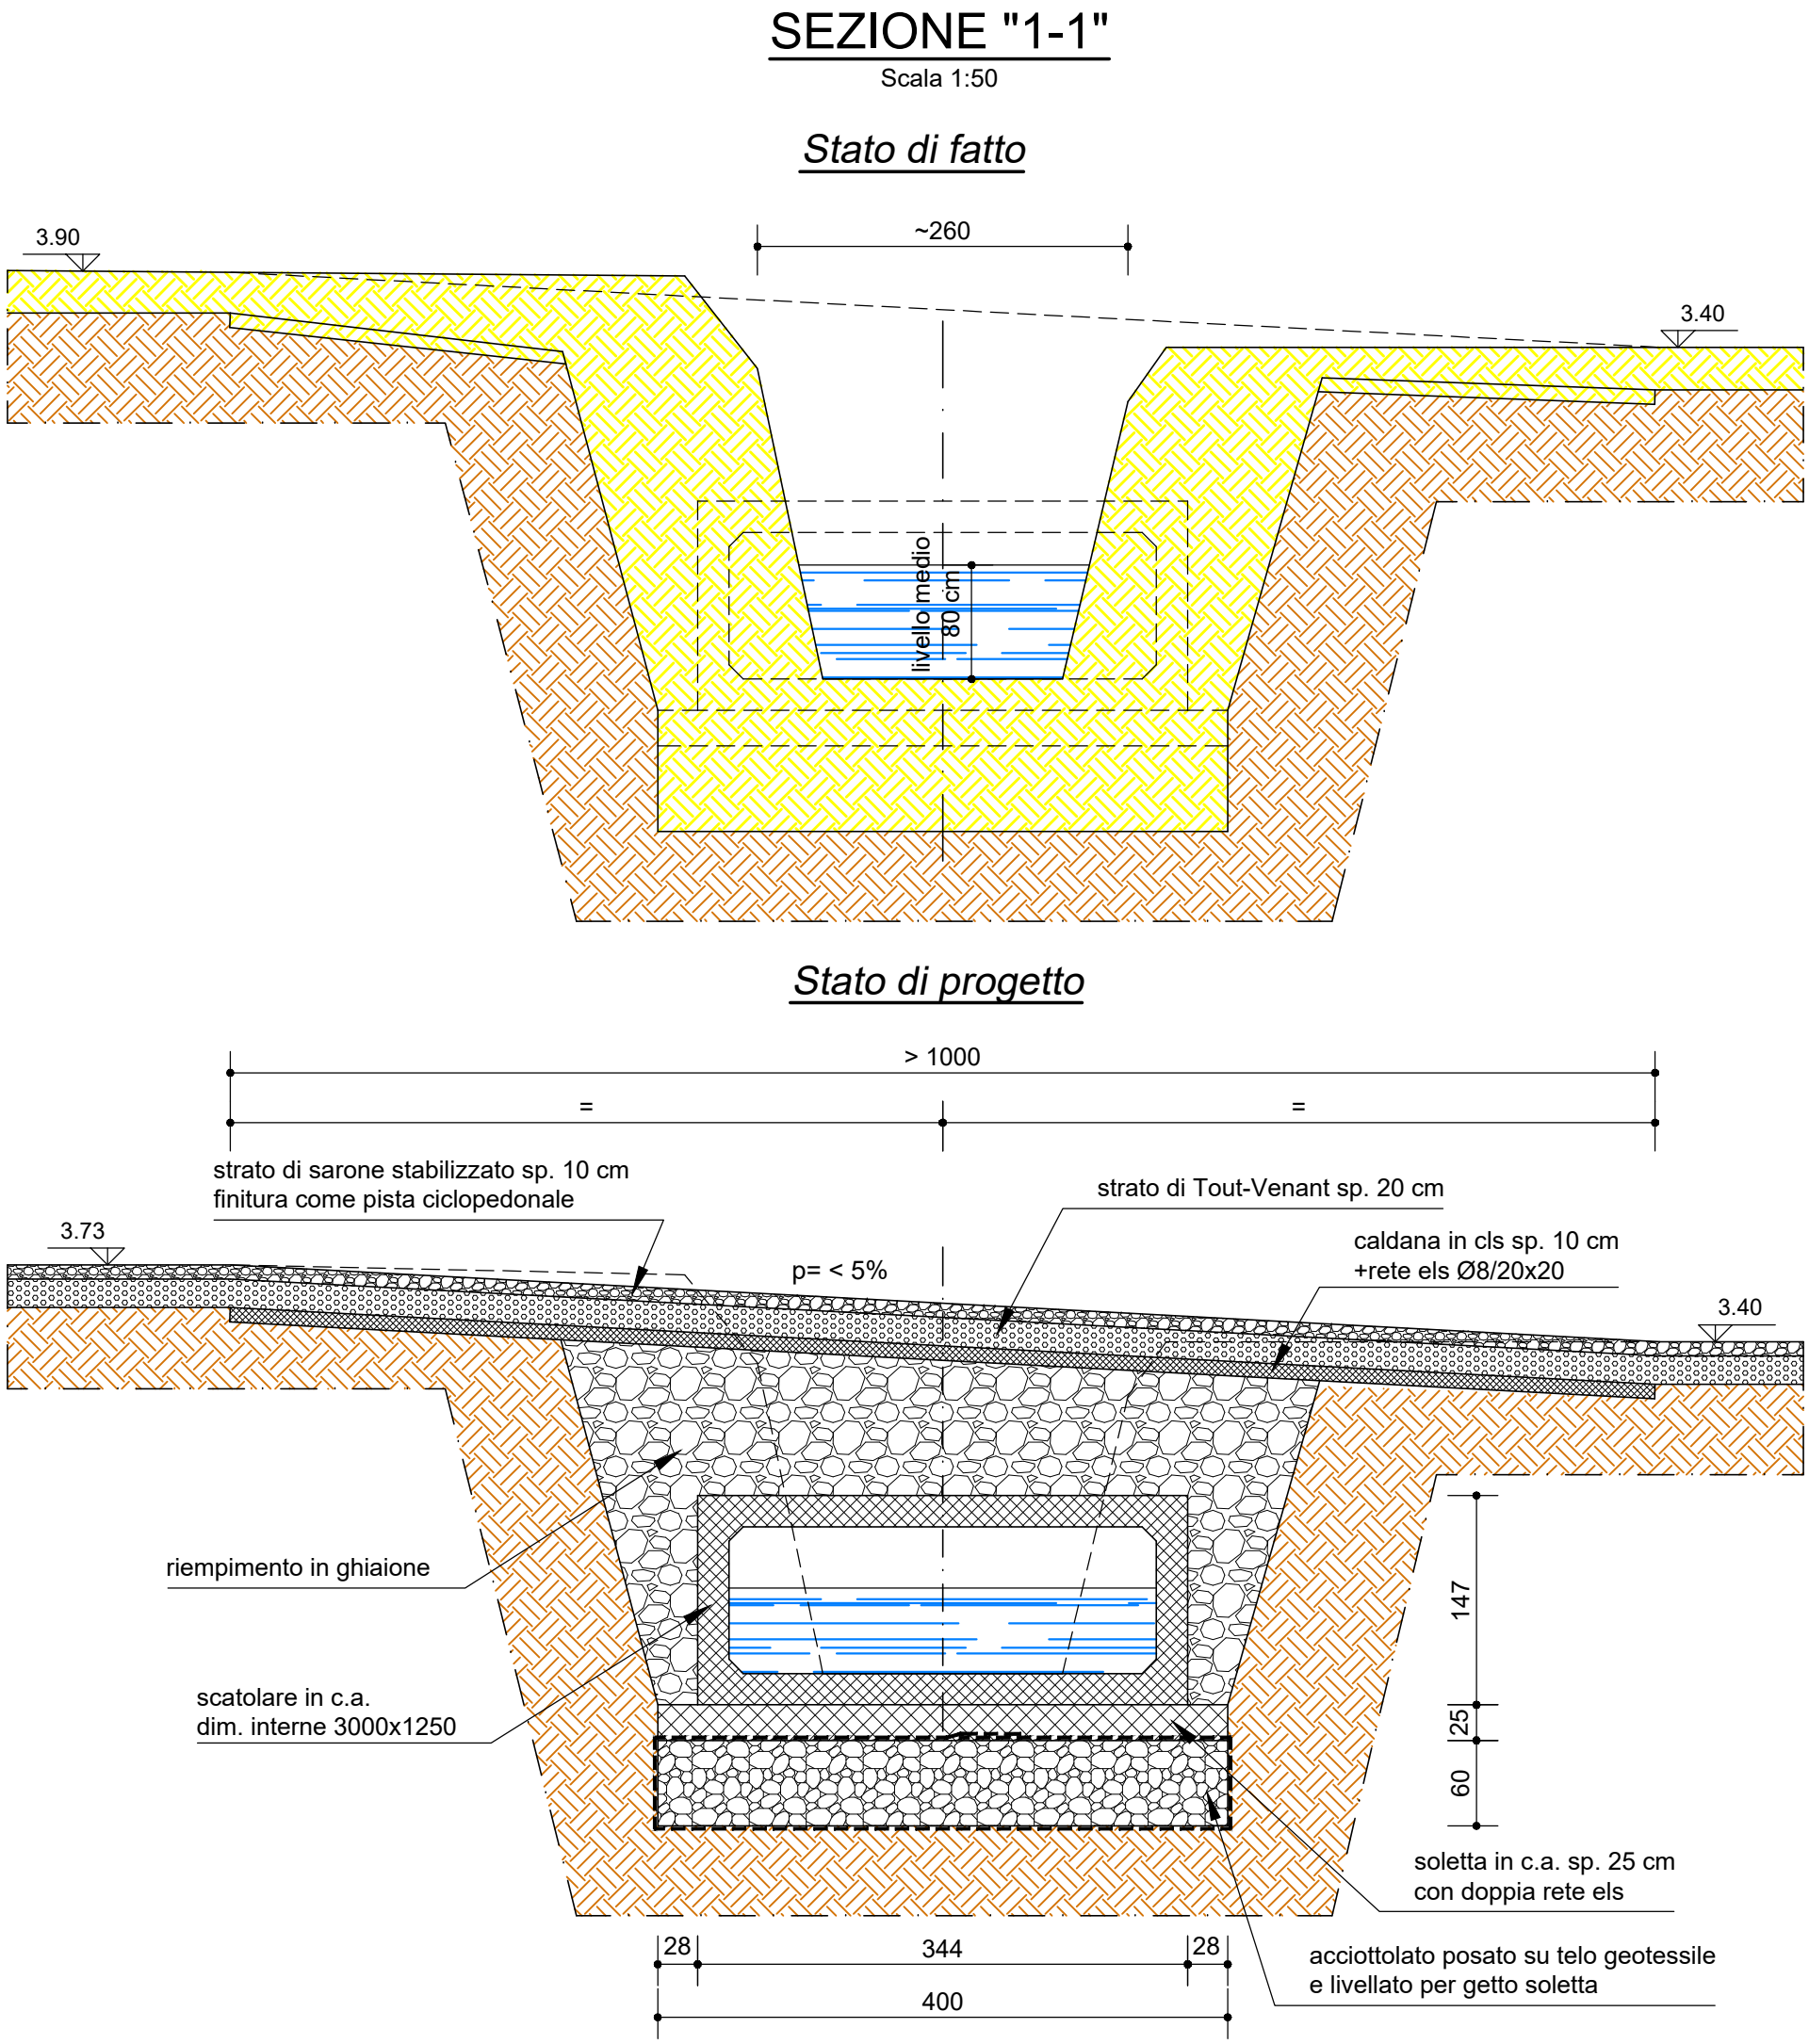 SEZIONE "1-1"
Scala 1:50
Stato di fatto
~260
3.90
3.40
livello medio
80 cm
Stato di progetto
> 1000
=
=
strato di sarone stabilizzato sp. 10 cm
finitura come pista ciclopedonale
strato di Tout-Venant sp. 20 cm
caldana in cls sp. 10 cm
+rete els Ø8/20x20
3.73
p= < 5%
3.40
riempimento in ghiaione
147
scatolare in c.a.
dim. interne 3000x1250
25
60
soletta in c.a. sp. 25 cm
con doppia rete els
28
344
28
acciottolato posato su telo geotessile
e livellato per getto soletta
400